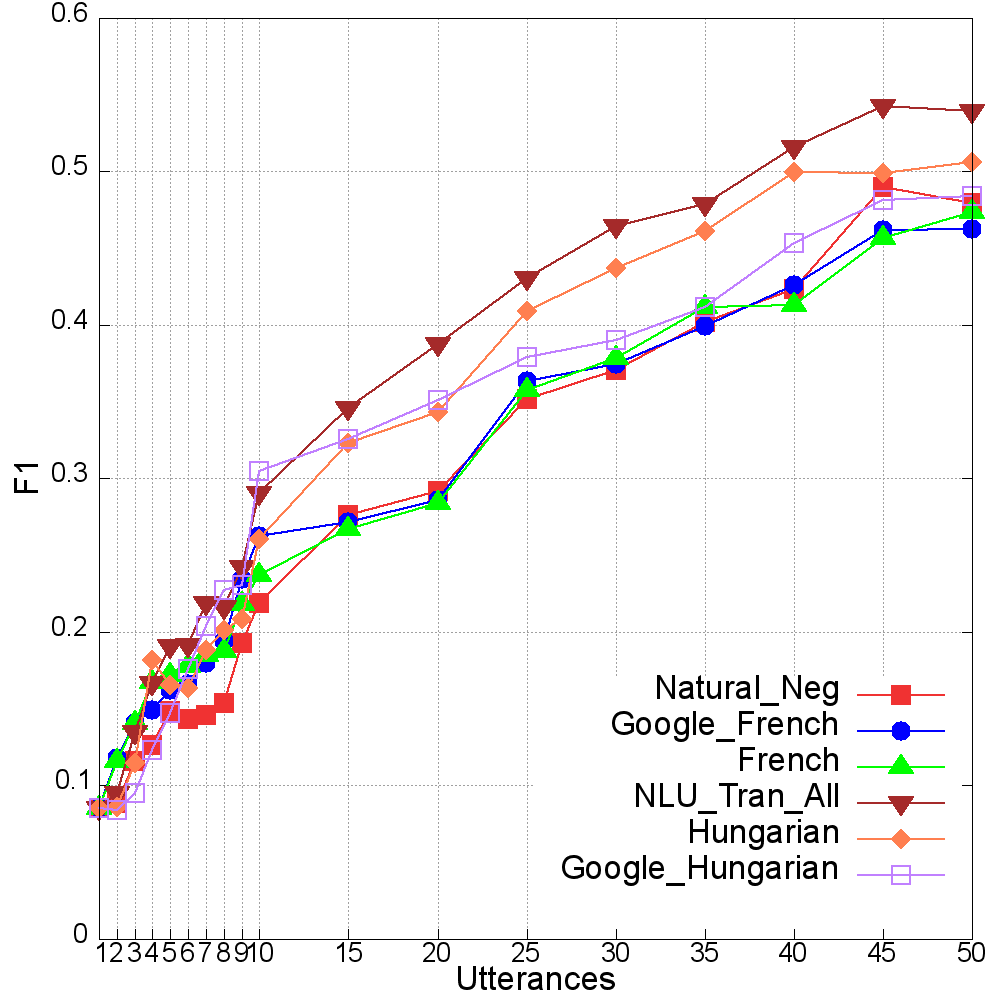 0.6
0.5
0.4
0.3
0.2
0.1
0
F1
Natural_Neg
Google_French
French
NLU_Tran_All
Hungarian
Google_Hungarian
1 2 3 4 5 6 7 8 9 10 15 20 25 30 35 40 45 50
Utterances